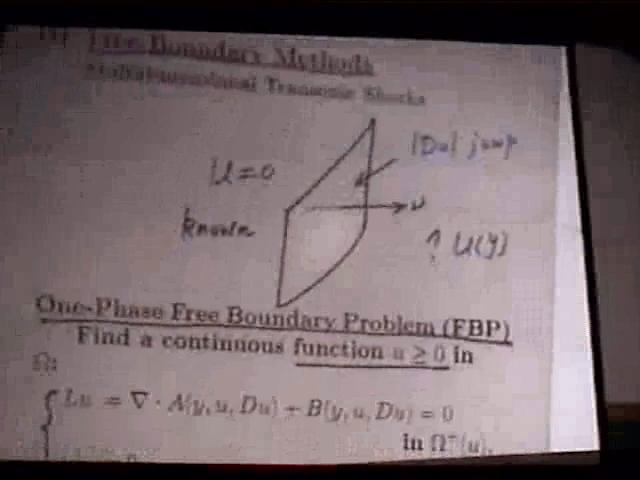 Free Boundary Methods
Multidimensional Transonic Shocks
|Du| jump
U=0
ν
known
? U(y)
One-Phase Free Boundary Problem (FBP)
Find a continuous function u ≥ 0 in
Ω:
Lu = ∇ · A(y, u, Du) + B(y, u, Du) = 0
in Ω⁺(u),